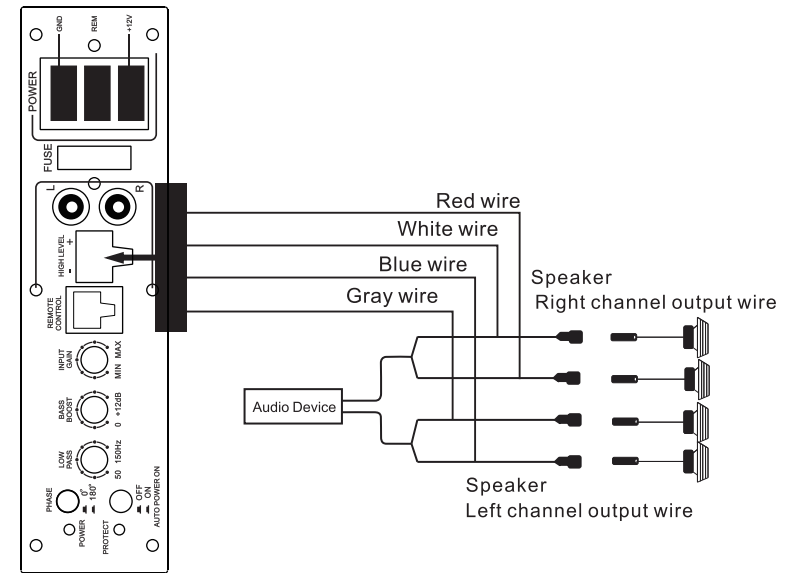 GND
REM
+12V
POWER
FUSE
L
R
HIGH LEVEL
+
-
REMOTE
CONTROL
INPUT
GAIN
MIN MAX
BASS
BOOST
0 +12dB
LOW
PASS
50 150Hz
PHASE
0°
180°
OFF
ON
AUTO POWER ON
POWER
PROTECT
Red wire
White wire
Blue wire
Gray wire
Speaker
Right channel output wire
Audio Device
Speaker
Left channel output wire